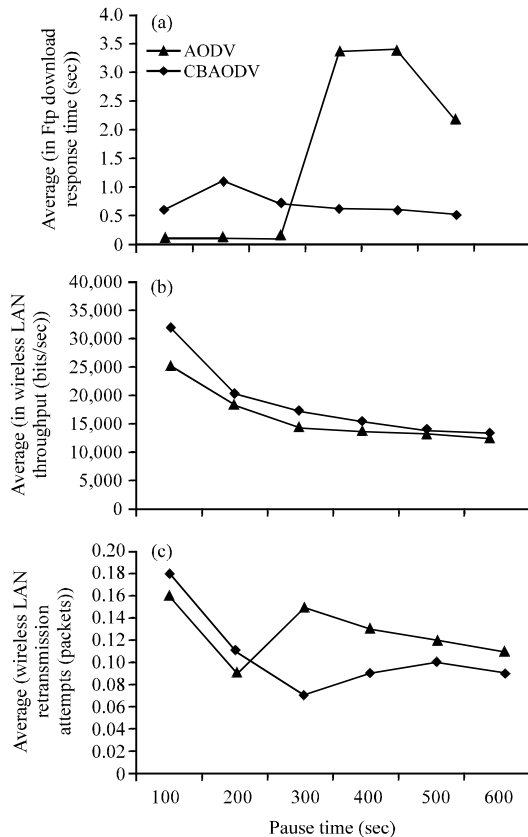 (a)
AODV
CBAODV
Average (in Ftp download
response time (sec))
4.0
3.5
3.0
2.5
2.0
1.5
1.0
0.5
0
(b)
Average (in wireless LAN
throughput (bits/sec))
40,000
35,000
30,000
25,000
20,000
15,000
10,000
5,000
0
(c)
Average (wireless LAN
retransmission
attempts (packets))
0.20
0.18
0.16
0.14
0.12
0.10
0.08
0.06
0.04
0.02
0
100 200 300 400 500 600
Pause time (sec)